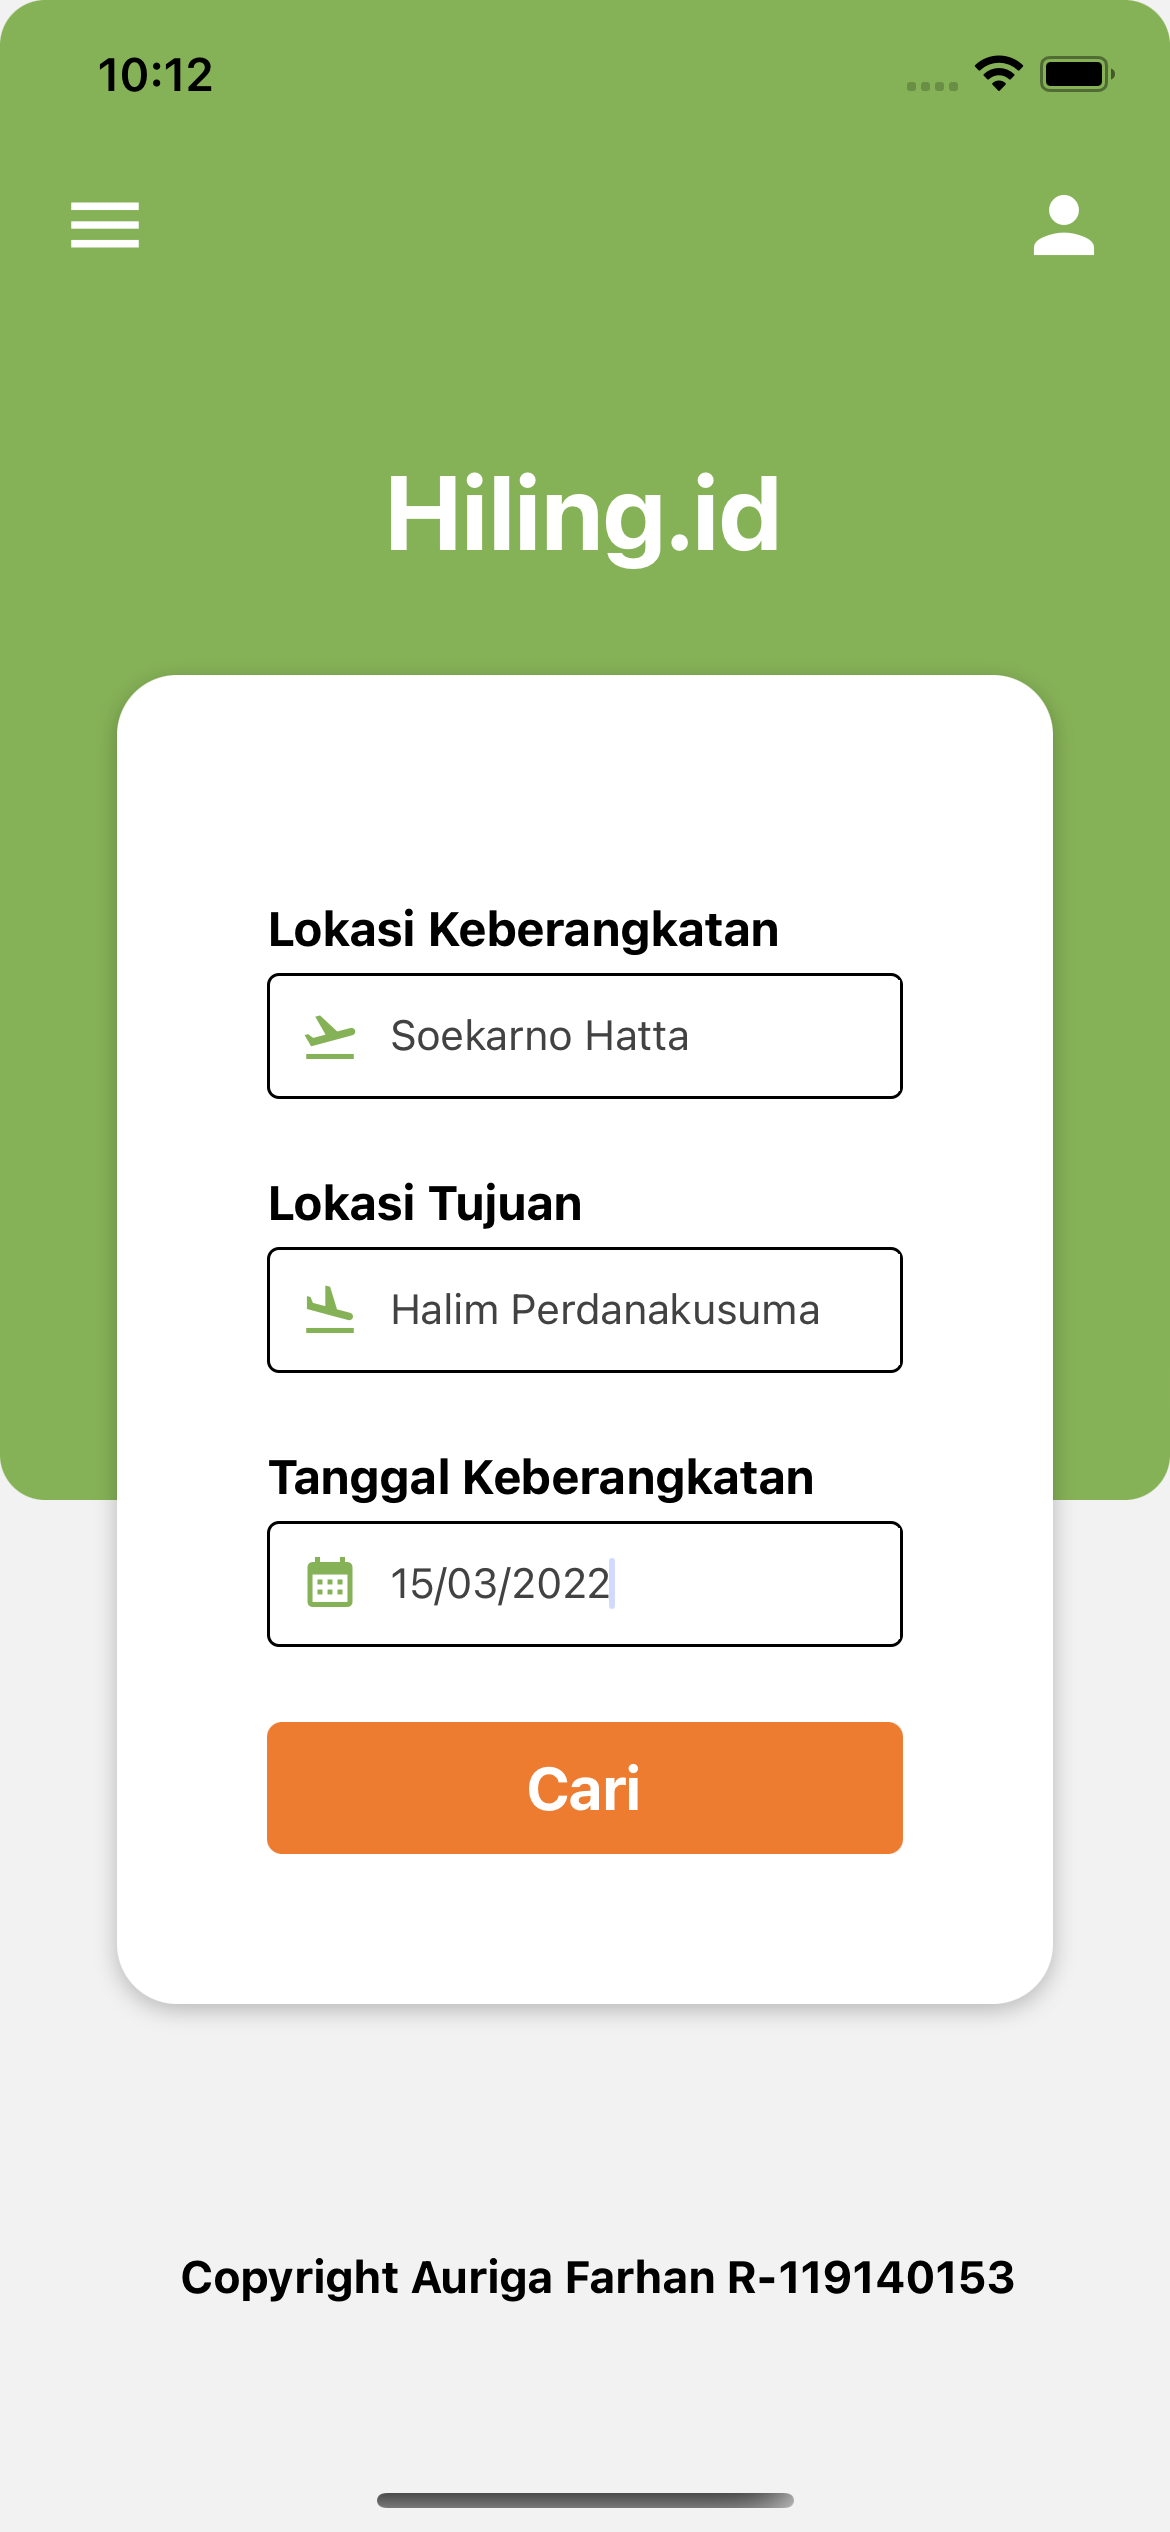 10:12
Hiling.id
Lokasi Keberangkatan
Soekarno Hatta
Lokasi Tujuan
Halim Perdanakusuma
Tanggal Keberangkatan
15/03/2022
Cari
Copyright Auriga Farhan R-119140153